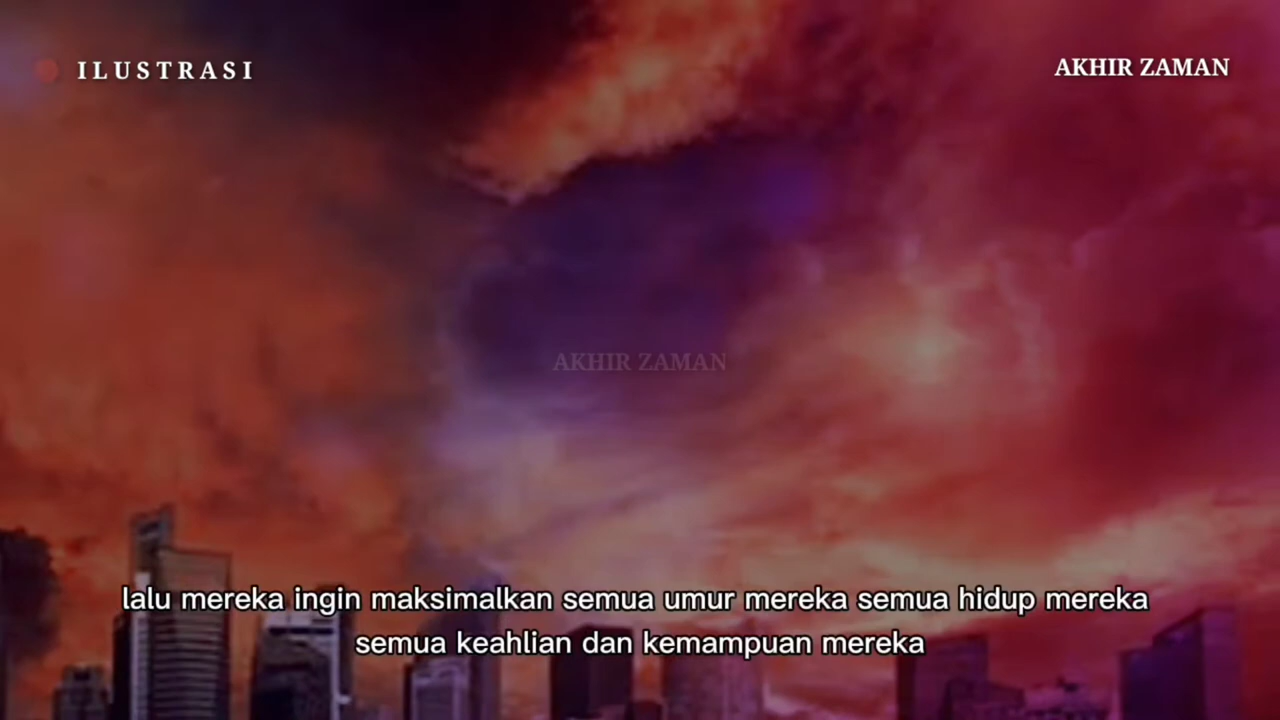 ILUSTRASI
AKHIR ZAMAN
AKHIR ZAMAN
lalu mereka ingin maksimalkan semua umur mereka semua hidup mereka
semua keahlian dan kemampuan mereka